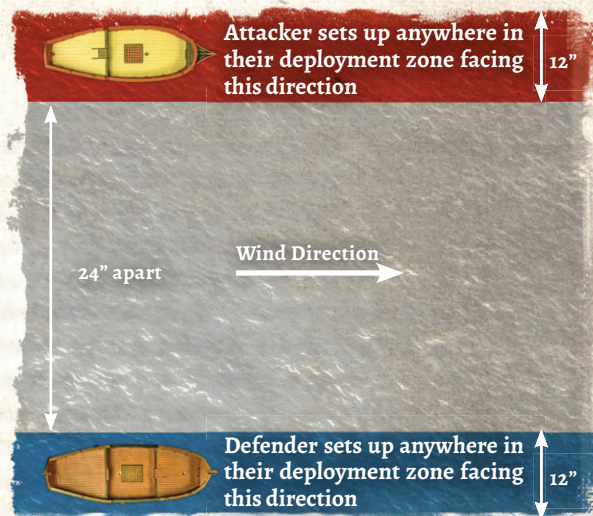 Attacker sets up anywhere in
their deployment zone facing
this direction
12”
Wind Direction
24” apart
Defender sets up anywhere in
their deployment zone facing
this direction
12”